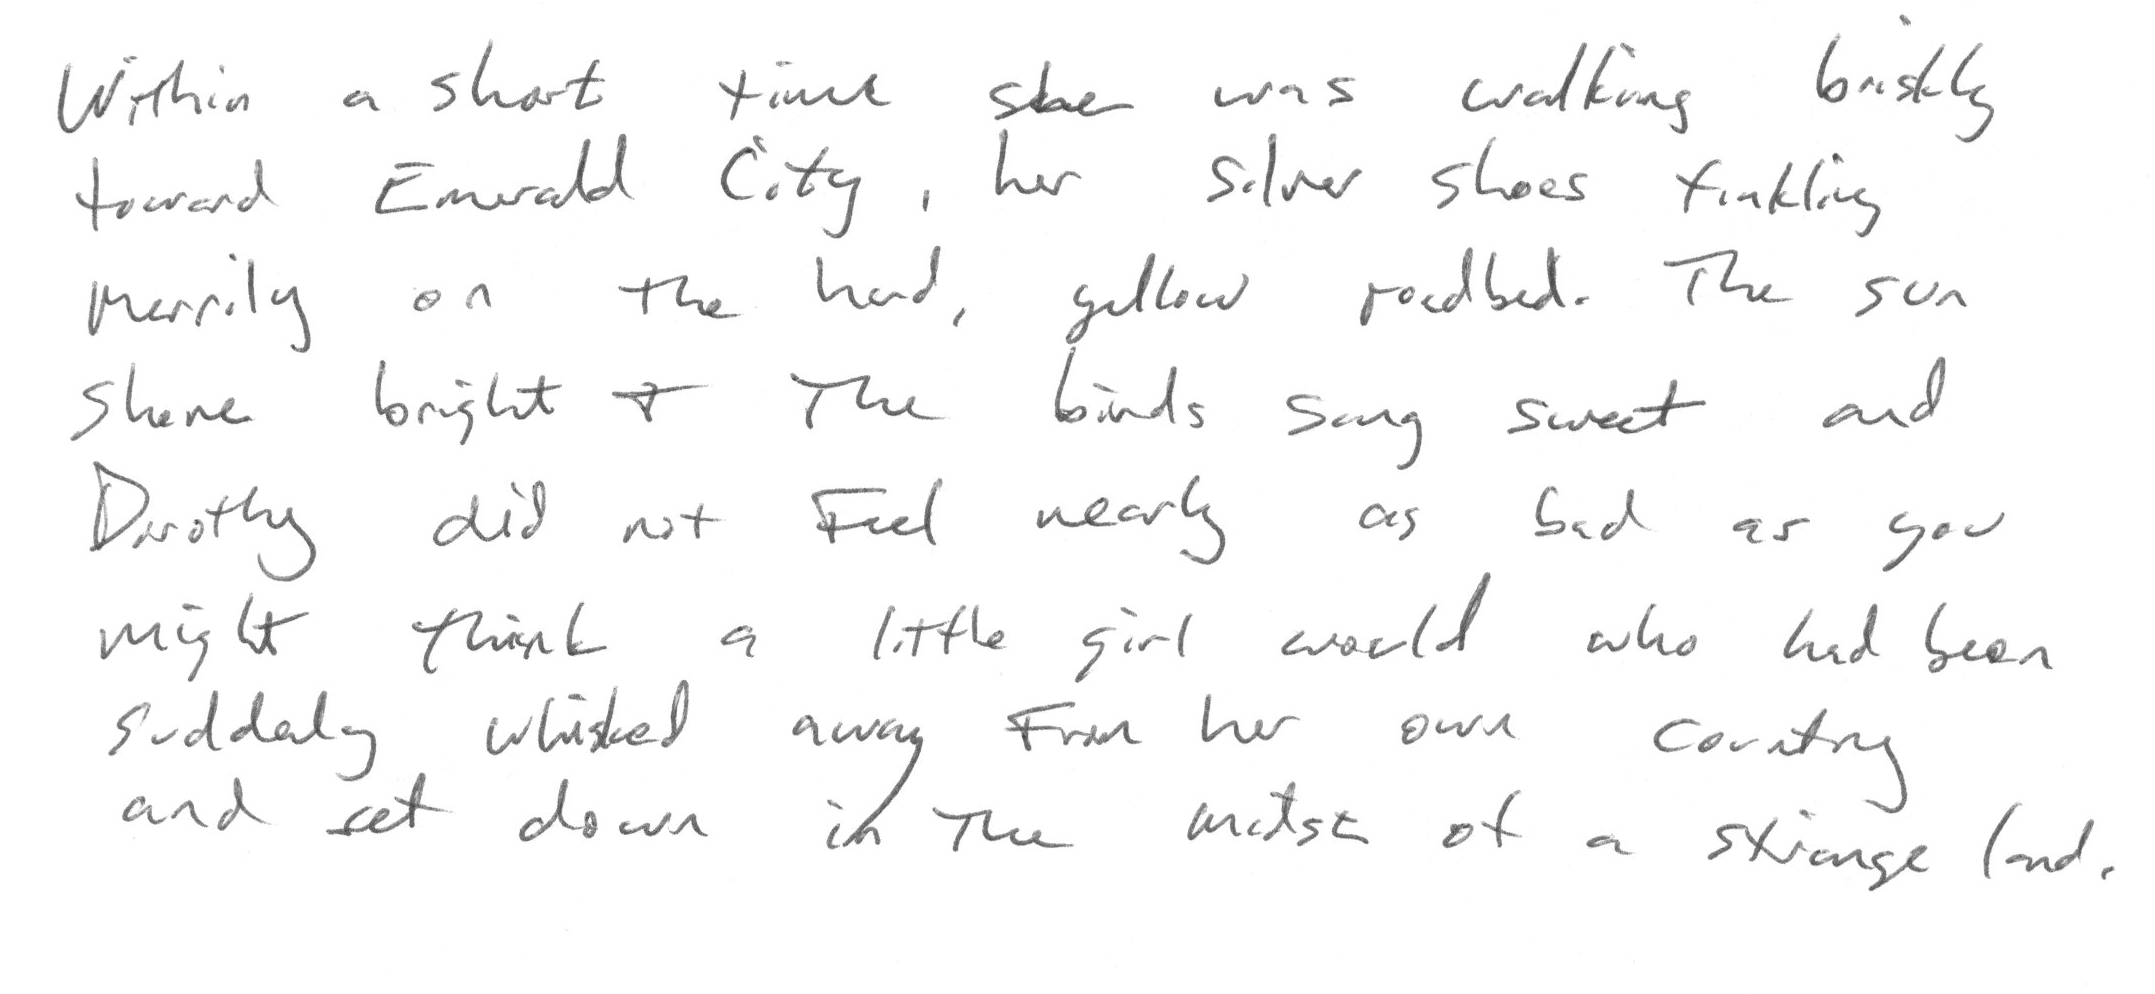 Within a short time she was walking briskly
toward Emerald City, her silver shoes tinkling
merrily on the hard, yellow roadbed. The sun
shone bright & The birds sang sweet and
Dorothy did not Feel nearly as bad as you
might think a little girl would who had been
suddenly whisked away From her own country
and set down in The midst of a strange land.